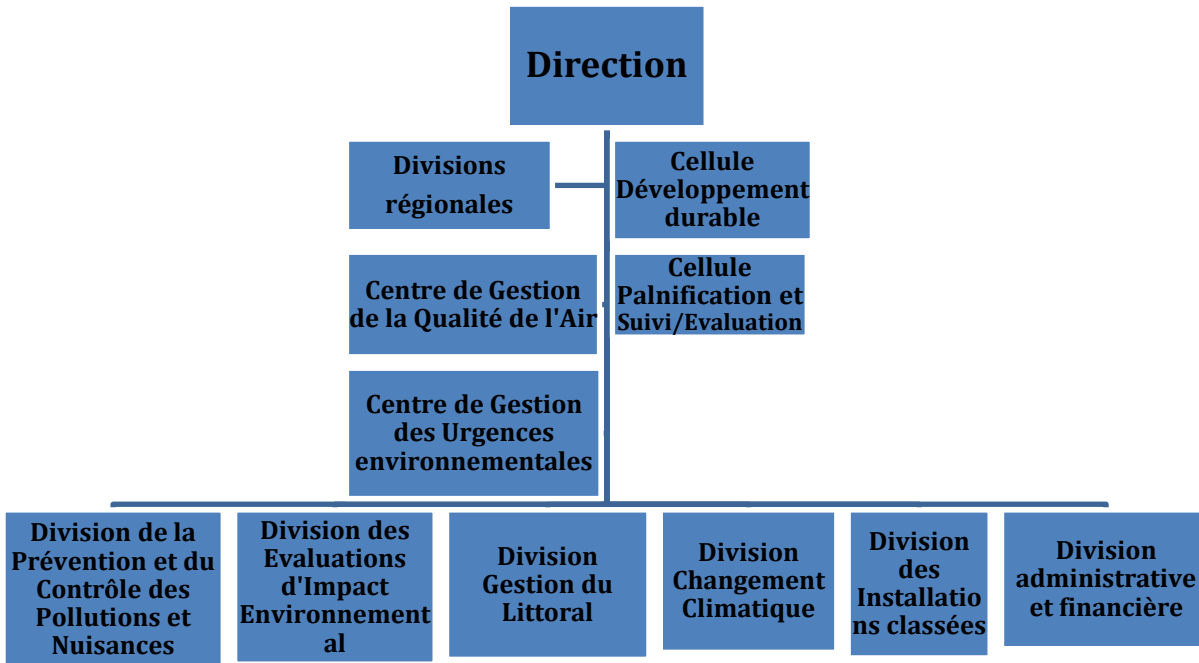 Direction
Divisions
régionales
Cellule
Développement
durable
Centre de Gestion
de la Qualité de l'Air
Cellule
Palnification et
Suivi/Evaluation
Centre de Gestion
des Urgences
environnementales
Division de la
Prévention et du
Contrôle des
Pollutions et
Nuisances
Division des
Evaluations
d'Impact
Environnement
al
Division
Gestion du
Littoral
Division
Changement
Climatique
Division
des
Installatio
ns classées
Division
administrative
et financière